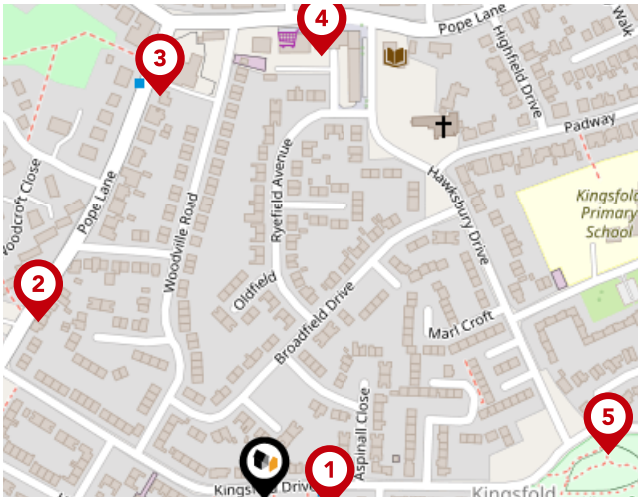 4
Pope Lane
Walk
3
Highfield Drive
Padway
Ryefield Avenue
Hawksbury Drive
Woodcroft Close
Pope Lane
Kingsfold
Primary
School
Woodville Road
2
Oldfield
Broadfield Drive
Marl Croft
Aspinall Close
5
1
Kingsfold Drive
Kingsfold